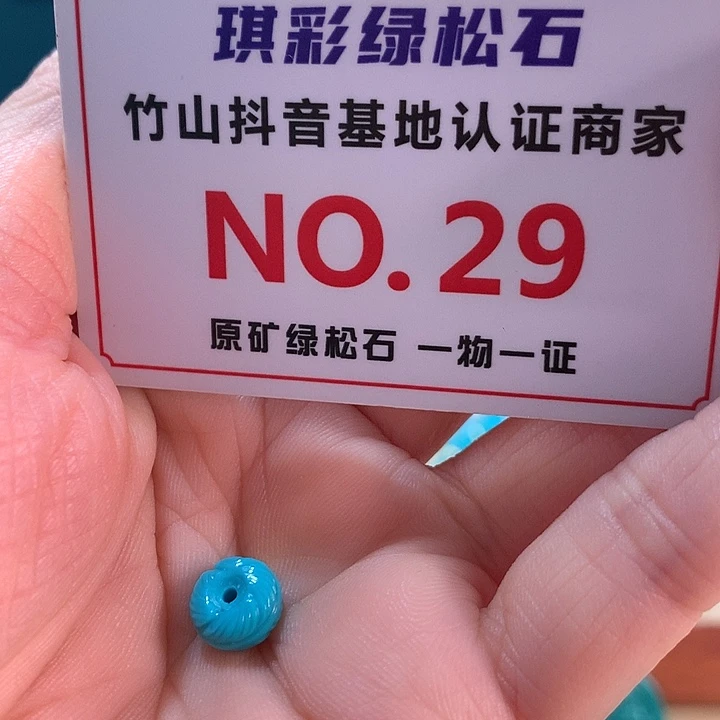 琪彩绿松石
竹山抖音基地认证商家
NO. 29
原矿绿松石 一物一证